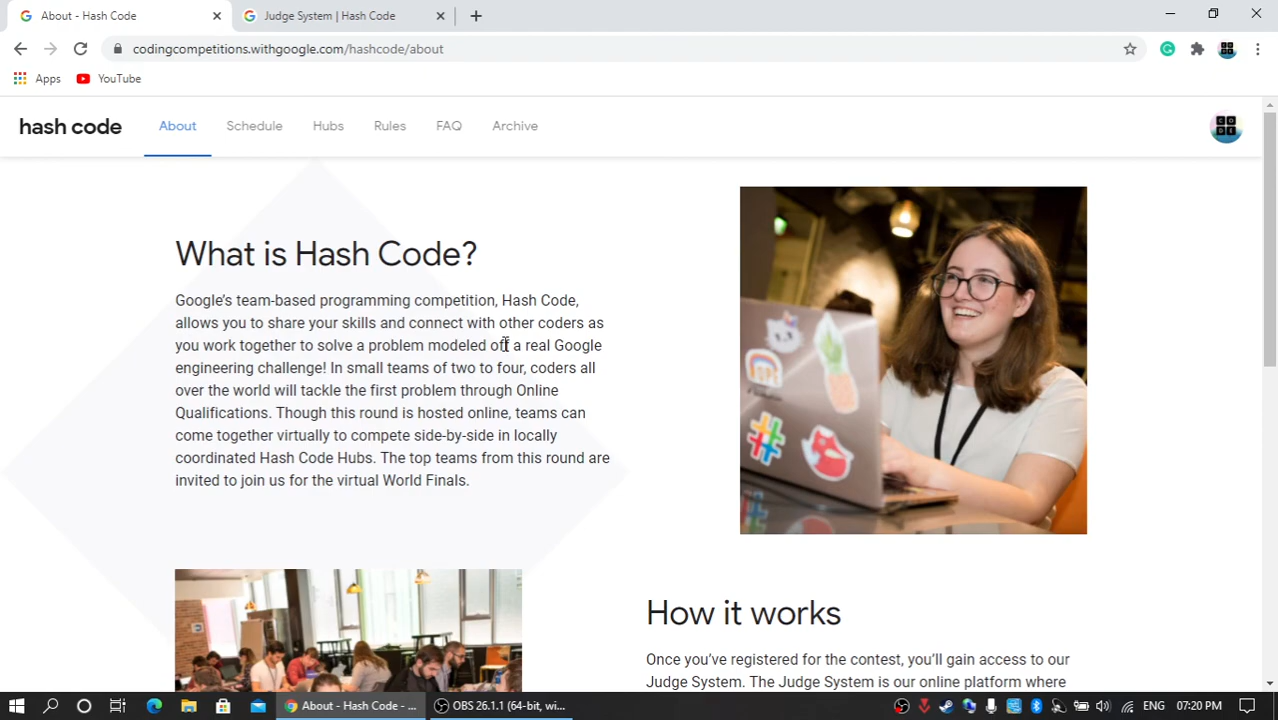 About - Hash Code
Judge System | Hash Code
codingcompetitions.withgoogle.com/hashcode/about
Apps
YouTube
hash code
About
Schedule
Hubs
Rules
FAQ
Archive
CODE
What is Hash Code?
Google's team-based programming competition, Hash Code,
allows you to share your skills and connect with other coders as
you work together to solve a problem modeled off a real Google
engineering challenge! In small teams of two to four, coders all
over the world will tackle the first problem through Online
Qualifications. Though this round is hosted online, teams can
come together virtually to compete side-by-side in locally
coordinated Hash Code Hubs. The top teams from this round are
invited to join us for the virtual World Finals.
How it works
Once you've registered for the contest, you'll gain access to our
Judge System. The Judge System is our online platform where
About - Hash Code - ...
OBS 26.1.1 (64-bit, wi...
ENG
07:20 PM